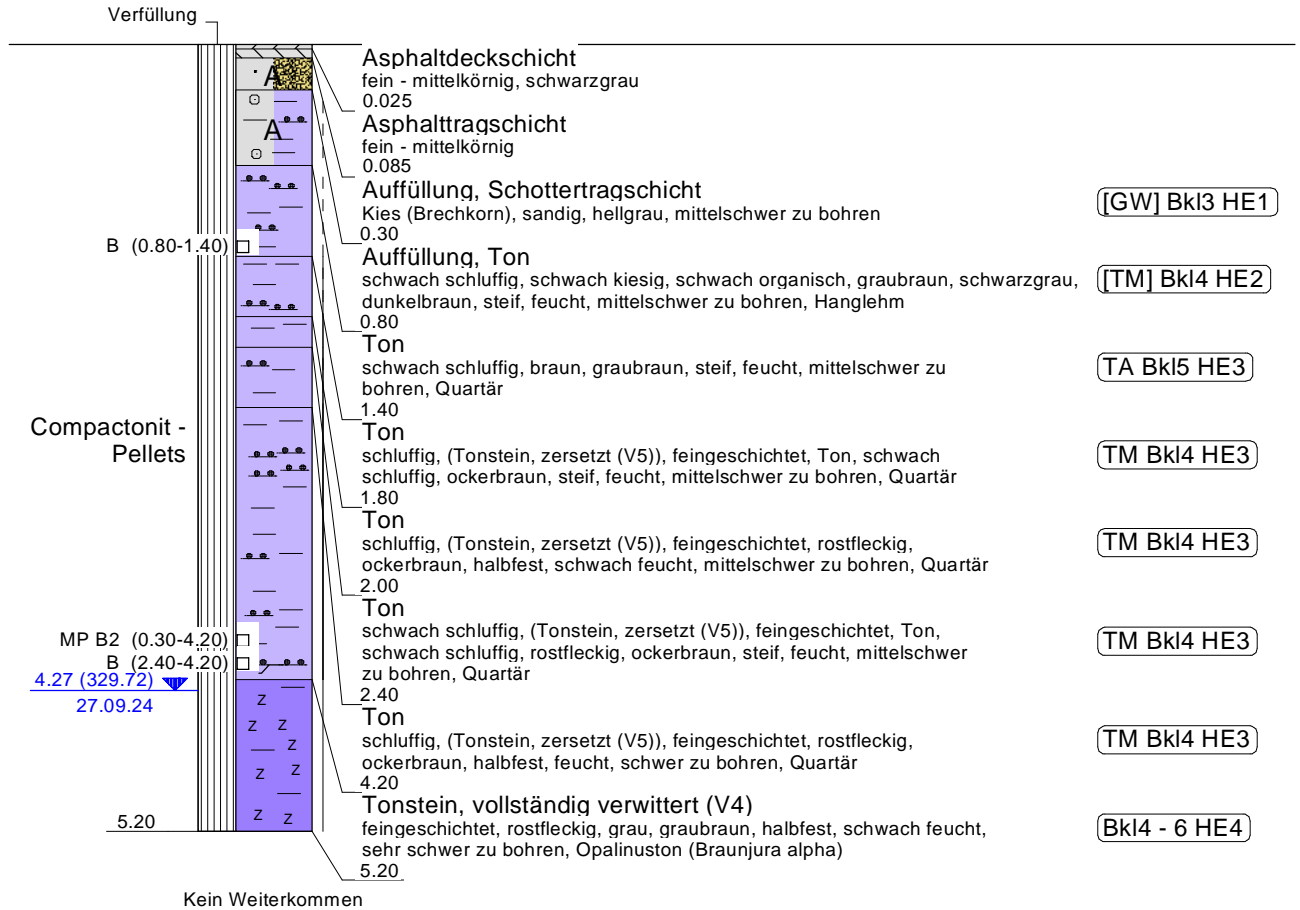 Verfüllung
Asphaltdeckschicht
fein - mittelkörnig, schwarzgrau
0.025
Asphalttragschicht
fein - mittelkörnig
0.085
Auffüllung, Schottertragschicht
Kies (Brechkorn), sandig, hellgrau, mittelschwer zu bohren
0.30
[GW] Bkl3 HE1
Auffüllung, Ton
schwach schluffig, schwach kiesig, schwach organisch, graubraun, schwarzgrau,
dunkelbraun, steif, feucht, mittelschwer zu bohren, Hanglehm
0.80
[TM] Bkl4 HE2
Ton
schwach schluffig, braun, graubraun, steif, feucht, mittelschwer zu
bohren, Quartär
1.40
TA Bkl5 HE3
Ton
schluffig, (Tonstein, zersetzt (V5)), feingeschichtet, Ton, schwach
schluffig, ockerbraun, steif, feucht, mittelschwer zu bohren, Quartär
1.80
TM Bkl4 HE3
Ton
schluffig, (Tonstein, zersetzt (V5)), feingeschichtet, rostfleckig,
ockerbraun, halbfest, schwach feucht, mittelschwer zu bohren, Quartär
2.00
TM Bkl4 HE3
Ton
schwach schluffig, (Tonstein, zersetzt (V5)), feingeschichtet, Ton,
schwach schluffig, rostfleckig, ockerbraun, steif, feucht, mittelschwer
zu bohren, Quartär
2.40
TM Bkl4 HE3
Ton
schluffig, (Tonstein, zersetzt (V5)), feingeschichtet, rostfleckig,
ockerbraun, halbfest, feucht, schwer zu bohren, Quartär
4.20
TM Bkl4 HE3
Tonstein, vollständig verwittert (V4)
feingeschichtet, rostfleckig, grau, graubraun, halbfest, schwach feucht,
sehr schwer zu bohren, Opalinuston (Braunjura alpha)
5.20
Bkl4 - 6 HE4
A
A
B (0.80-1.40)
Compactonit -
Pellets
MP B2 (0.30-4.20)
B (2.40-4.20)
4.27 (329.72)
27.09.24
Z
Z Z
Z
Z Z
Z Z
5.20
Kein Weiterkommen